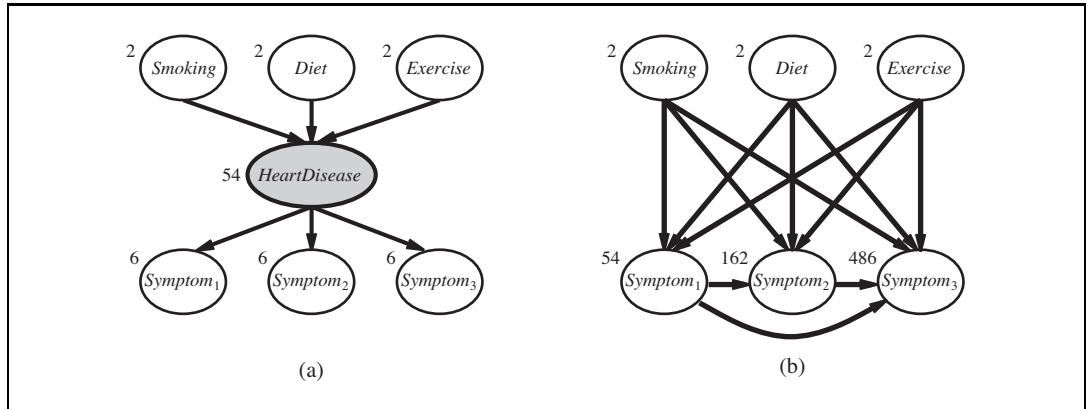 2 Smoking 2 Diet 2 Exercise
54 HeartDisease
6 Symptom₁ 6 Symptom₂ 6 Symptom₃
(a)
2 Smoking 2 Diet 2 Exercise
54 Symptom₁ 162 Symptom₂ 486 Symptom₃
(b)